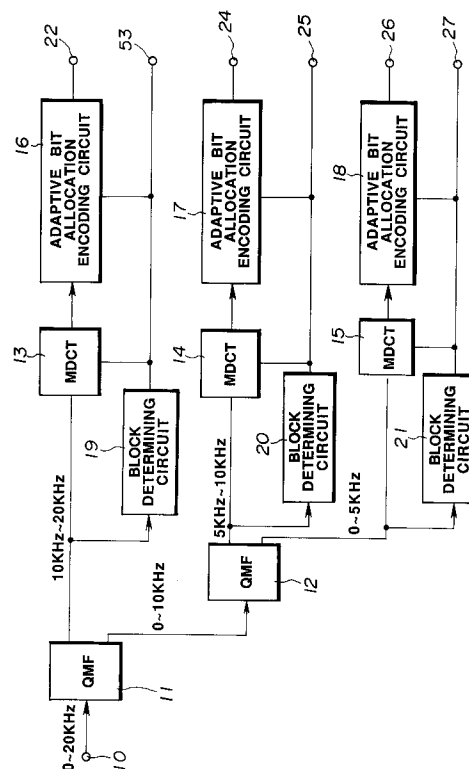 0~20KHz
10
QMF
11
10KHz~20KHz
0~10KHz
13
MDCT
19
BLOCK
DETERMINING
CIRCUIT
16
ADAPTIVE BIT
ALLOCATION
ENCODING CIRCUIT
22
53
QMF
12
5KHz~10KHz
0~5KHz
14
MDCT
20
BLOCK
DETERMINING
CIRCUIT
17
ADAPTIVE BIT
ALLOCATION
ENCODING CIRCUIT
24
25
15
MDCT
21
BLOCK
DETERMINING
CIRCUIT
18
ADAPTIVE BIT
ALLOCATION
ENCODING CIRCUIT
26
27